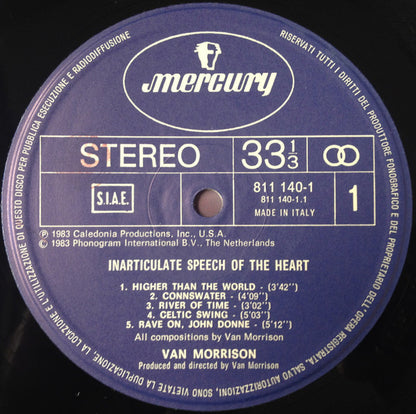 RISERVATI TUTTI I DIRITTI DEL PRODUTTORE FONOGRAFICO E DEL PROPRIETARIO DELL'OPERA REGISTRATA. SALVO AUTORIZZAZIONI, SONO VIETATE LA DUPLICAZIONE, LA LOCAZIONE E L'UTILIZZAZIONE DI QUESTO DISCO PER PUBBLICA ESECUZIONE E RADIODIFFUSIONE
mercury
STEREO
33 1/3
S.I.A.E.
811 140-1
811 140-1.1
MADE IN ITALY
1
℗ 1983 Caledonia Productions, Inc., U.S.A.
© 1983 Phonogram International B.V., The Netherlands
INARTICULATE SPEECH OF THE HEART
1. HIGHER THAN THE WORLD - (3'42'')
2. CONNSWATER - (4'09'')
3. RIVER OF TIME - (3'02'')
4. CELTIC SWING - (5'03'')
5. RAVE ON, JOHN DONNE - (5'12'')
All compositions by Van Morrison
VAN MORRISON
Produced and directed by Van Morrison